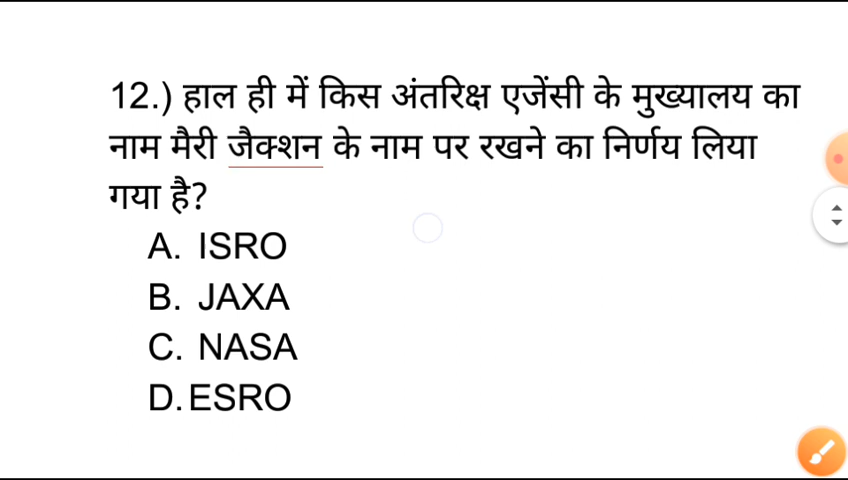 12.) हाल ही में किस अंतरिक्ष एजेंसी के मुख्यालय का
नाम मैरी जैक्शन के नाम पर रखने का निर्णय लिया
गया है?
A. ISRO
B. JAXA
C. NASA
D. ESRO